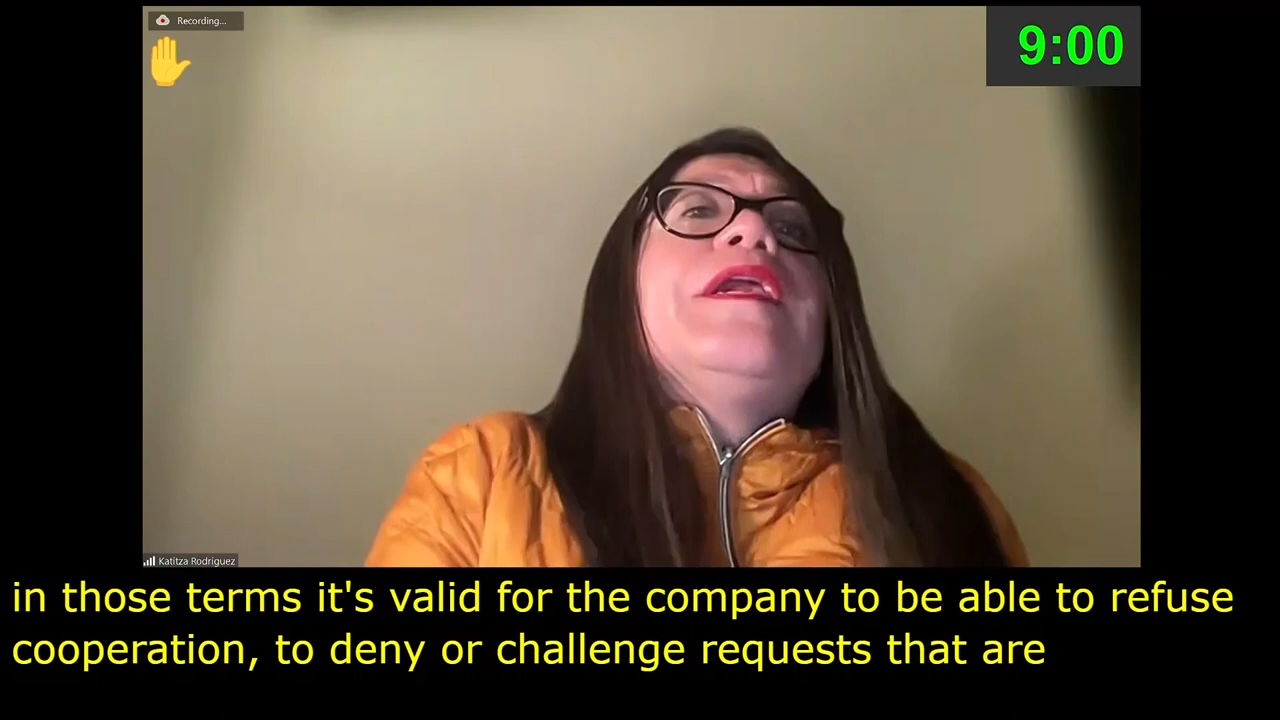 Recording...
9:00
Katitza Rodriguez
in those terms it's valid for the company to be able to refuse
cooperation, to deny or challenge requests that are